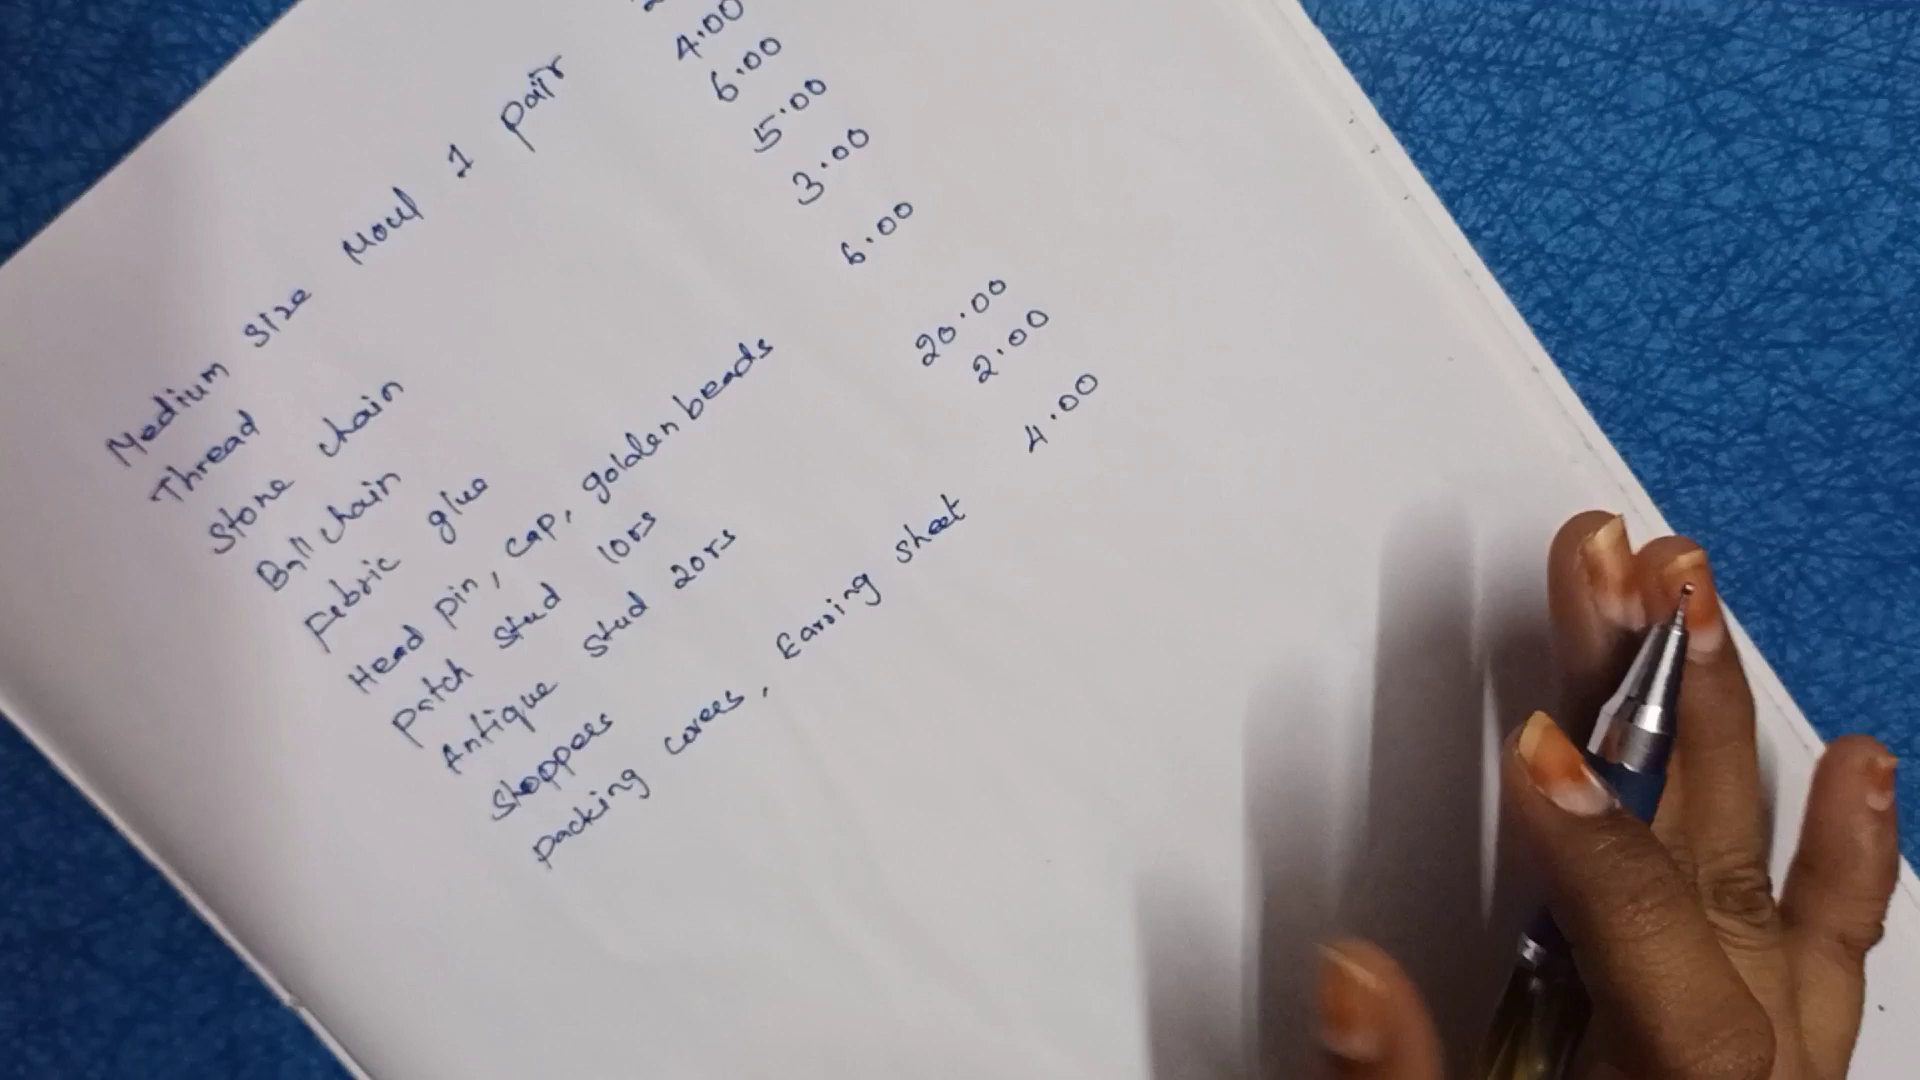 Medium size Moul 1 pair
Thread 4.00
Stone chain 6.00
Ball chain 5.00
Febric glue 3.00
Head pin, cap, golden beads 6.00
patch stud 10rs
Antique stud 20rs 20.00
Stoppers 2.00
packing covers, Earring sheet 4.00